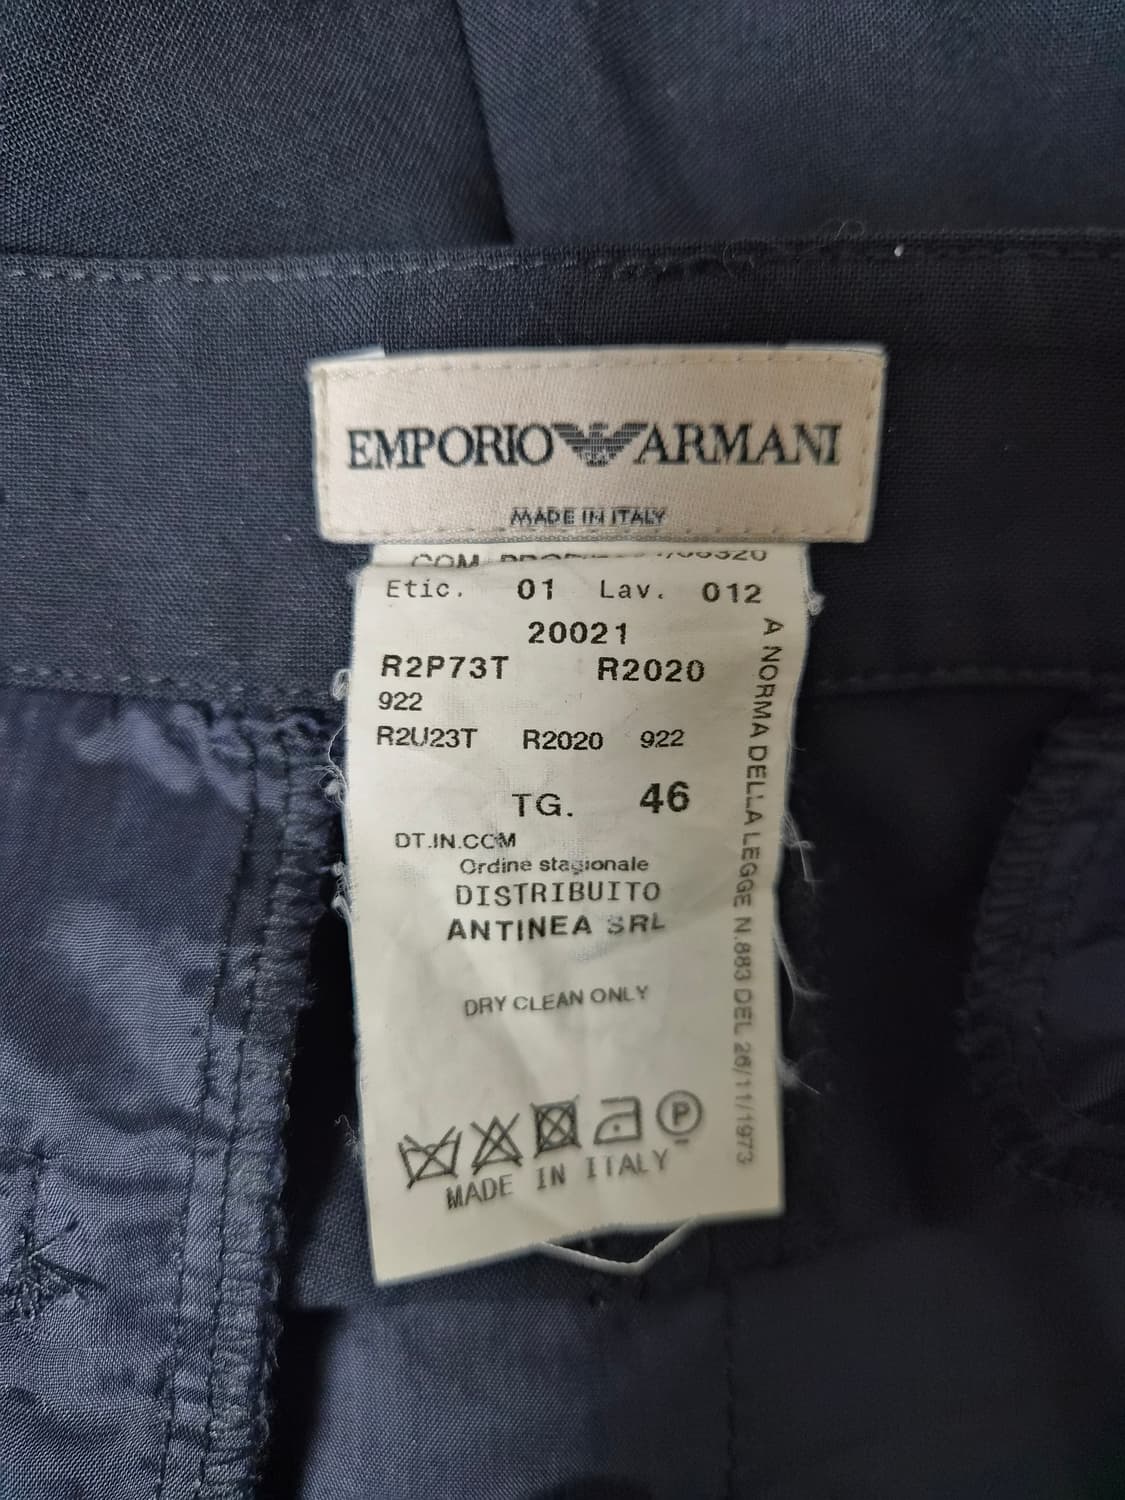 EMPORIO ARMANI
MADE IN ITALY
COM
Etic. 01 Lav. 012
20021
R2P73T R2020
922
R2U23T R2020 922
TG. 46
DT.IN.COM
Ordine stagionale
DISTRIBUITO
ANTINEA SRL
DRY CLEAN ONLY
P
MADE IN ITALY
A NORMA DELLA LEGGE N.883 DEL 26/11/1973